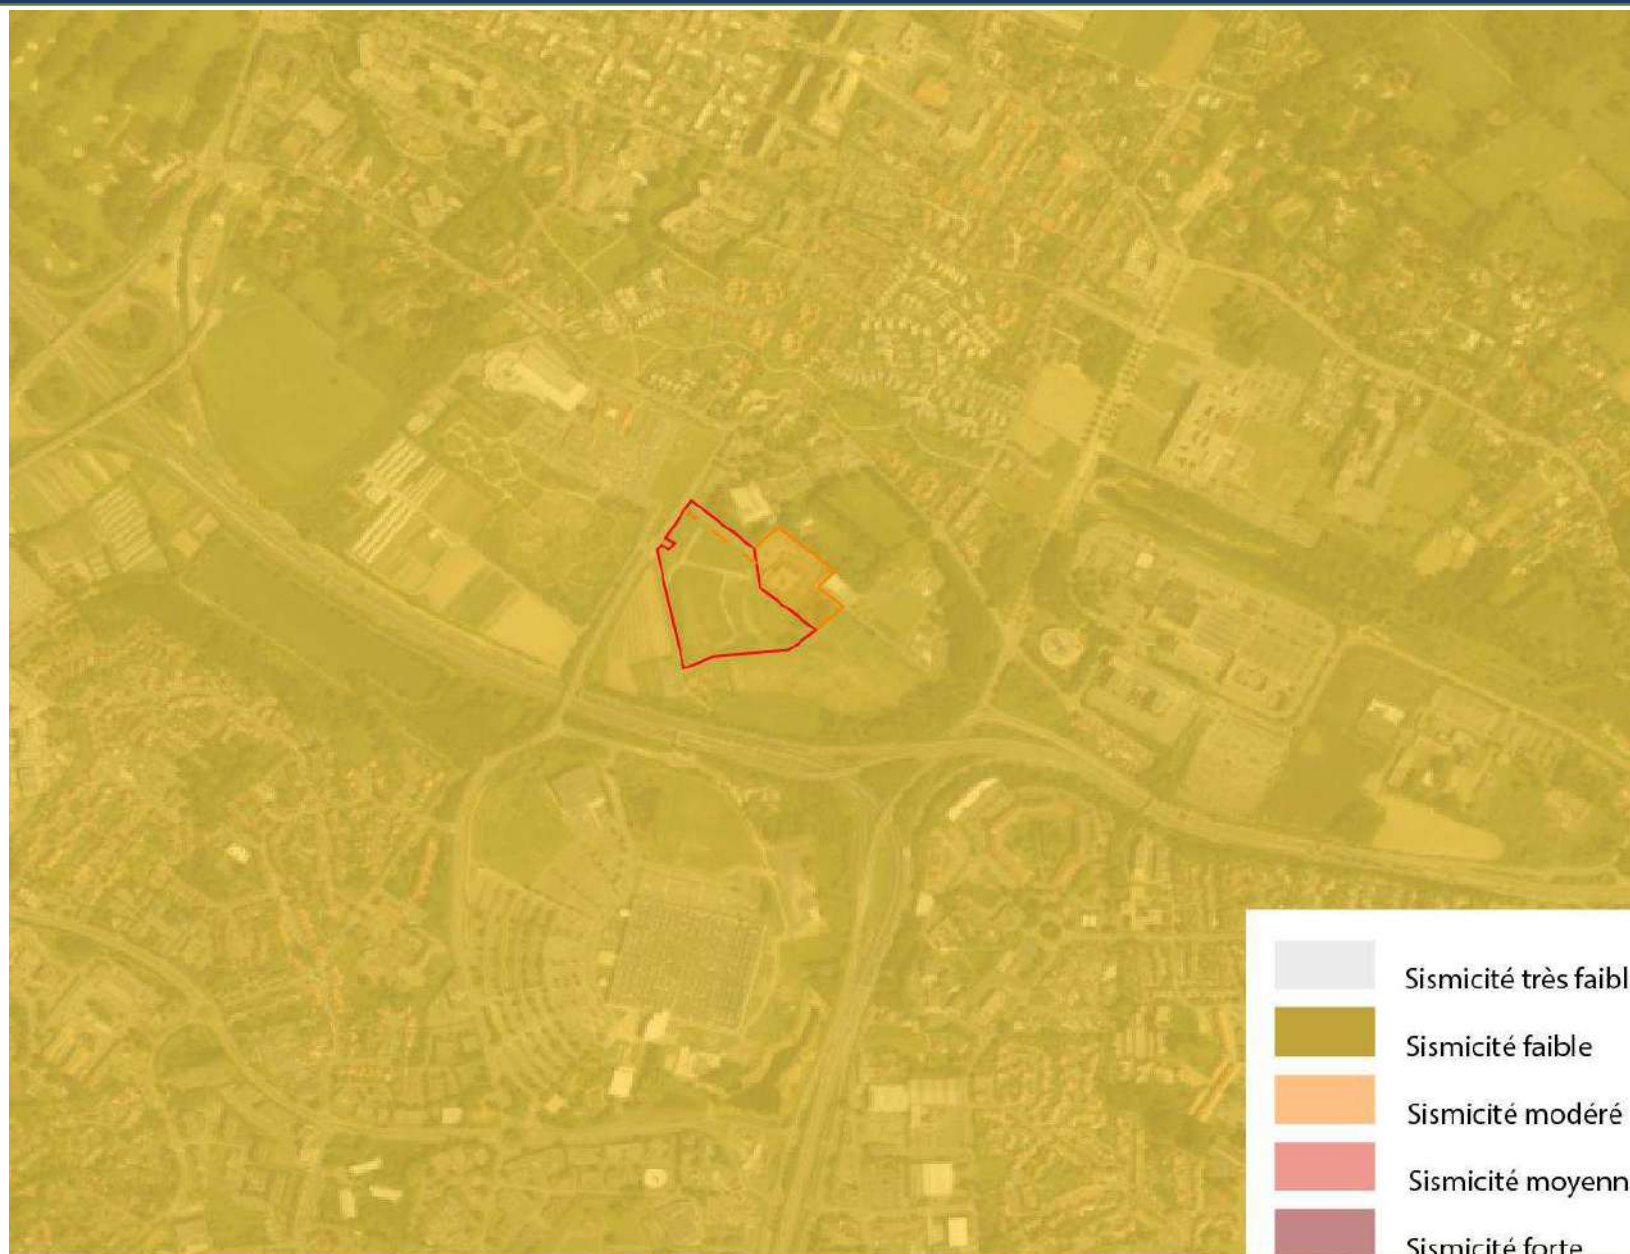 Sismicité très faibl
Sismicité faible
Sismicité modéré
Sismicité moyenn
Sismicité forte